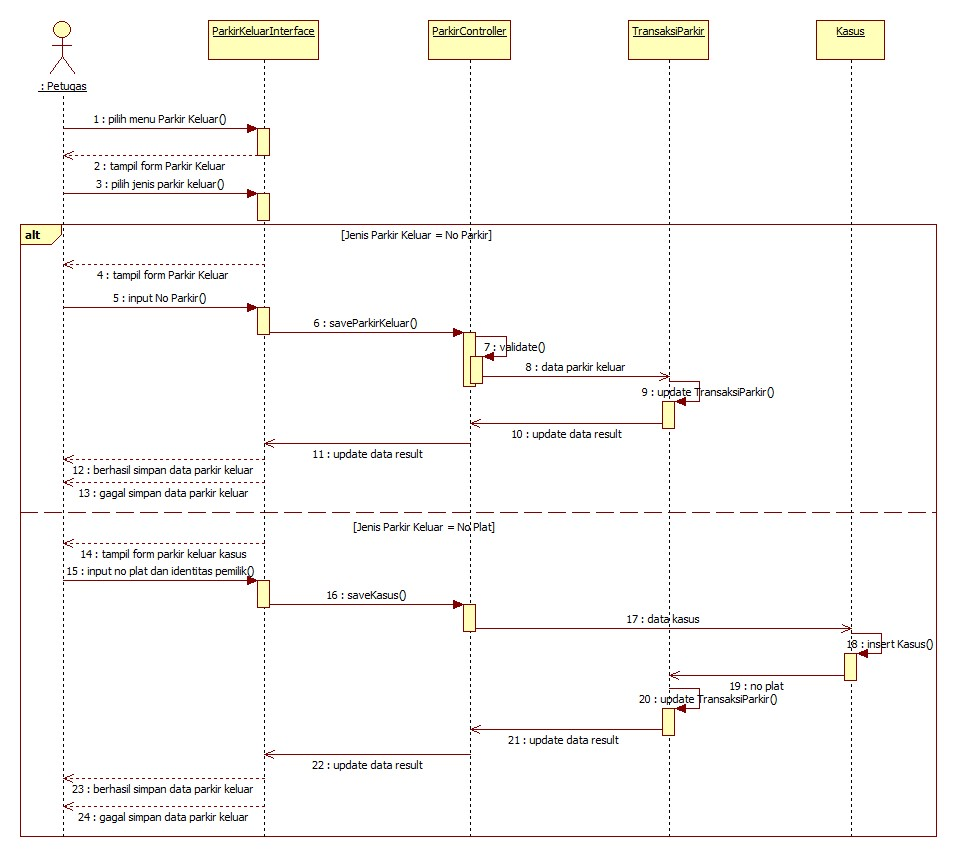 ParkirKeluarInterface
ParkirController
TransaksiParkir
Kasus
: Petugas
1 : pilih menu Parkir Keluar()
2 : tampil form Parkir Keluar
3 : pilih jenis parkir keluar()
alt
[Jenis Parkir Keluar = No Parkir]
4 : tampil form Parkir Keluar
5 : input No Parkir()
6 : saveParkirKeluar()
7 : validate()
8 : data parkir keluar
9 : update TransaksiParkir()
10 : update data result
11 : update data result
12 : berhasil simpan data parkir keluar
13 : gagal simpan data parkir keluar
[Jenis Parkir Keluar = No Plat]
14 : tampil form parkir keluar kasus
15 : input no plat dan identitas pemilik()
16 : saveKasus()
17 : data kasus
18 : insert Kasus()
19 : no plat
20 : update TransaksiParkir()
21 : update data result
22 : update data result
23 : berhasil simpan data parkir keluar
24 : gagal simpan data parkir keluar